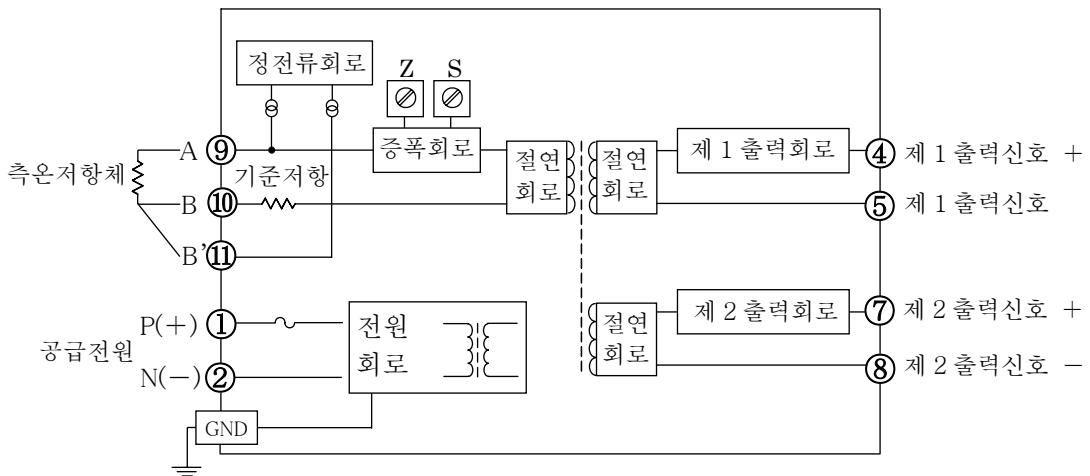 정전류회로
Z S
A ⑨ 증폭회로
측온저항체
기준저항
B ⑩
B' ⑪
절연
회로
절연
회로
제 1 출력회로 ④ 제 1 출력신호 +
⑤ 제 1 출력신호
P(+) ①
공급전원
N(−) ②
전원
회로
절연
회로
제 2 출력회로 ⑦ 제 2 출력신호 +
⑧ 제 2 출력신호 −
GND